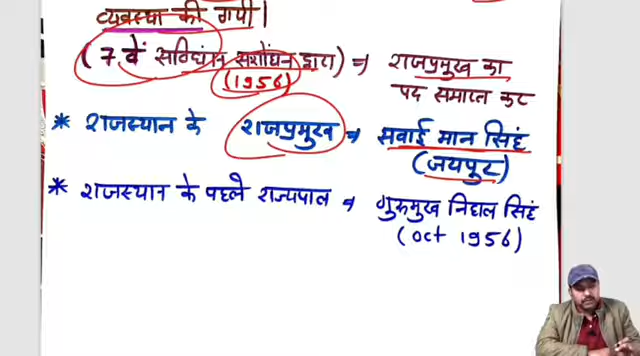 व्यवस्था की गयी।
(7 वें संविधान संशोधन द्वारा) ⇒ राजप्रमुख का
(1956) पद समाप्त कर
* राजस्थान के राजप्रमुख ⇒ सवाई मान सिंह
(जयपुर)
* राजस्थान के पहले राज्यपाल ⇒ गुरुमुख निहाल सिंह
(Oct 1956)